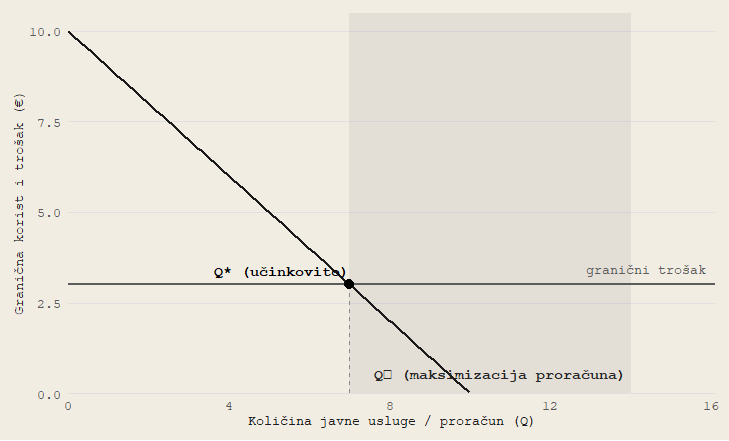 Granična korist i trošak (€)
10.0
7.5
5.0
2.5
0.0
Q* (učinkovito)
granični trošak
Q□ (maksimizacija proračuna)
0
4
8
12
16
Količina javne usluge / proračun (Q)